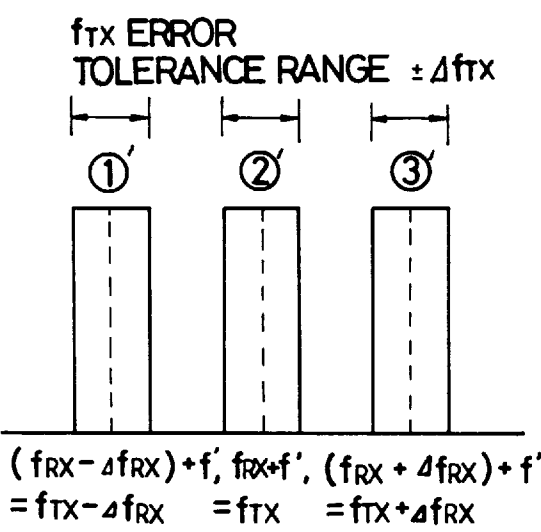 fTX ERROR
TOLERANCE RANGE ± ΔfTX
①′ ②′ ③′
(fRX − ΔfRX) + f′, fRX + f′, (fRX + ΔfRX) + f′
= fTX − ΔfRX = fTX = fTX + ΔfRX